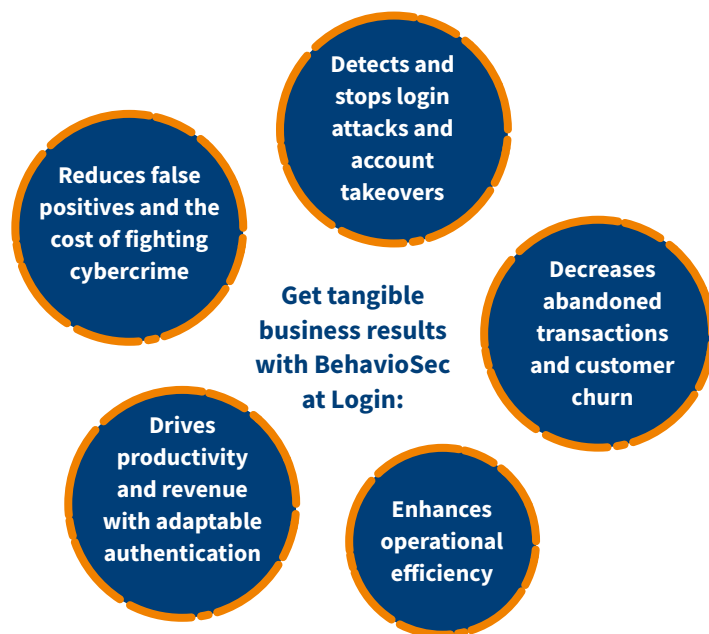 Detects and
stops login
attacks and
account
takeovers
Reduces false
positives and the
cost of fighting
cybercrime
Get tangible
business results
with BehavioSec
at Login:
Decreases
abandoned
transactions
and customer
churn
Drives
productivity
and revenue
with adaptable
authentication
Enhances
operational
efficiency